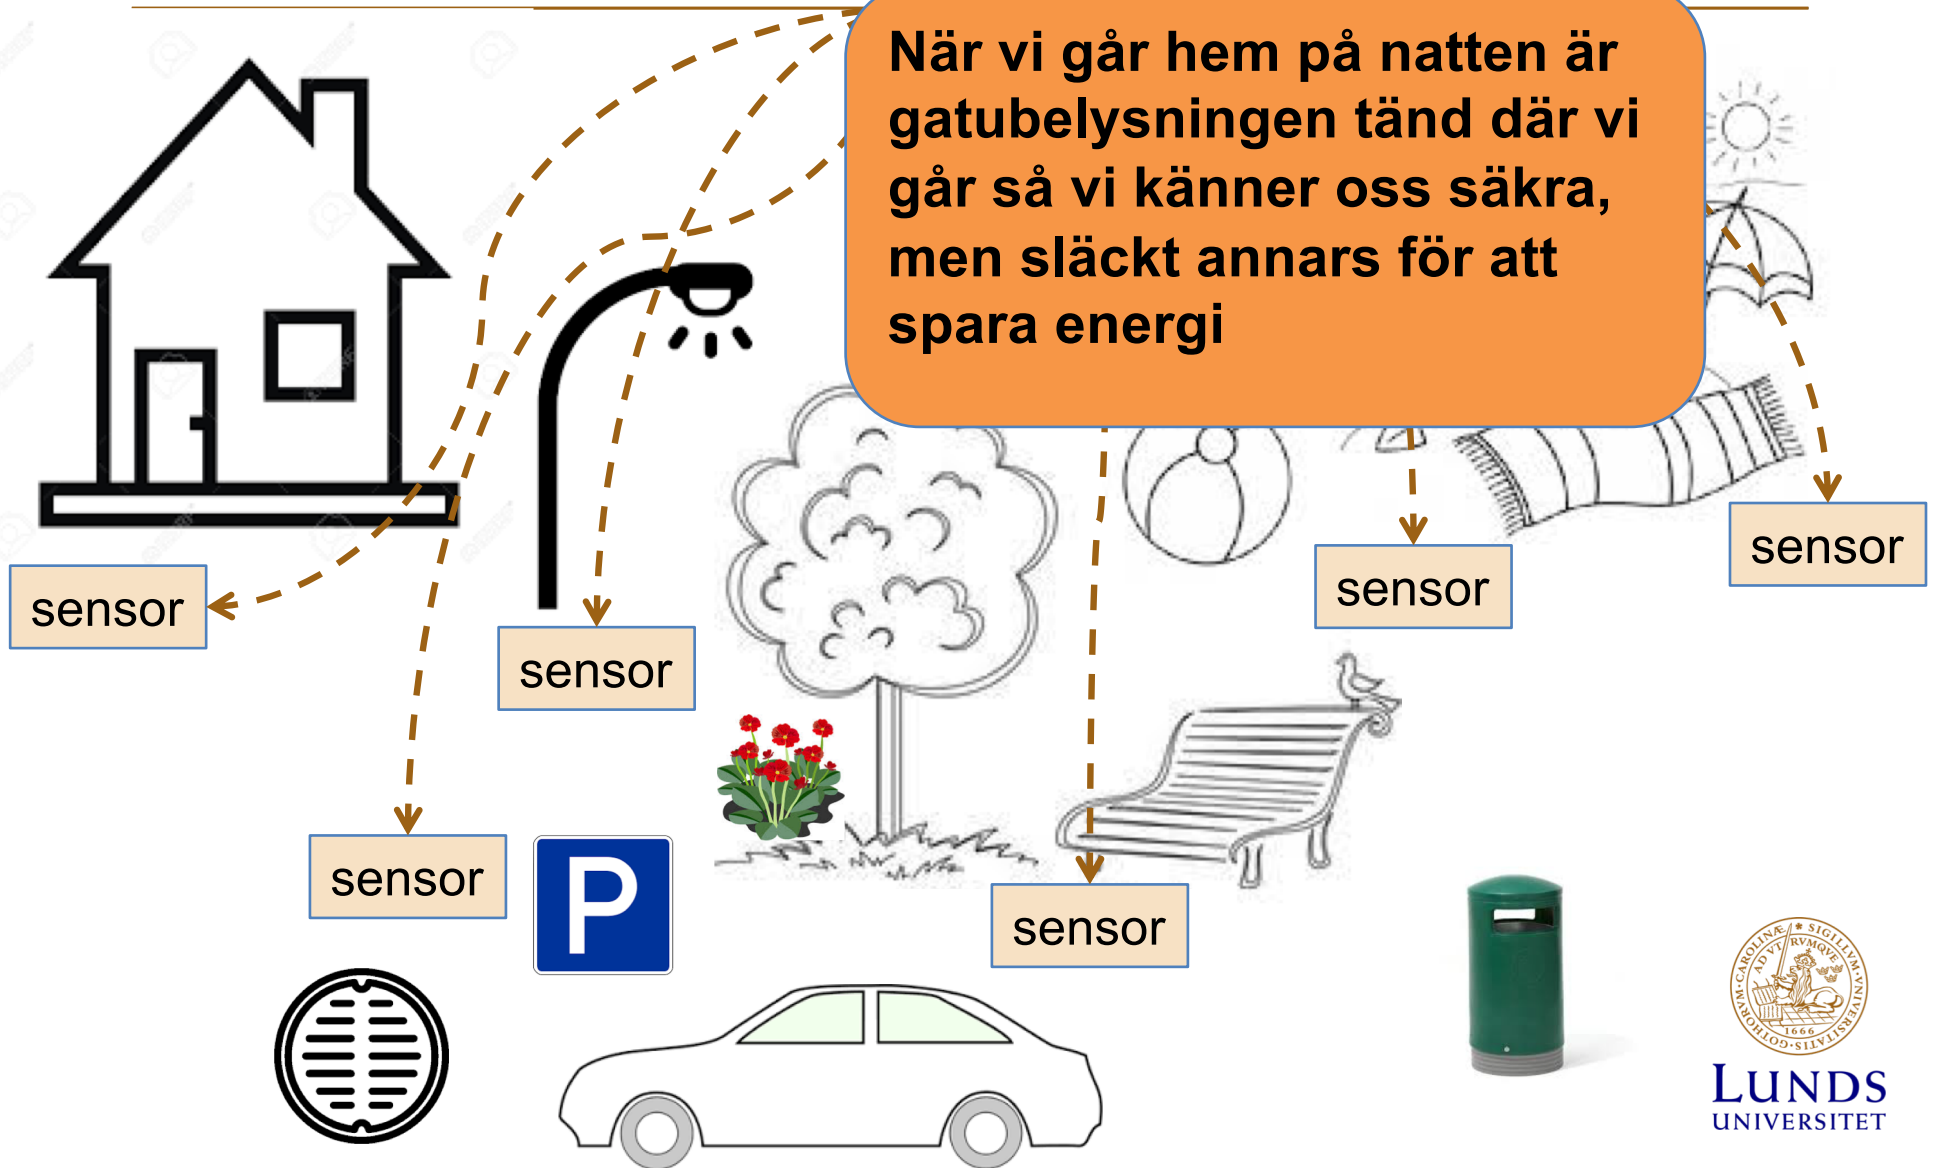 När vi går hem på natten är
gatubelysningen tänd där vi
går så vi känner oss säkra,
men släckt annars för att
spara energi
sensor
sensor
sensor
sensor
sensor
sensor
P
1666
LUNDS
UNIVERSITET